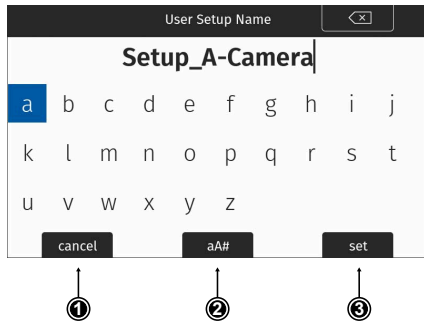 User Setup Name
Setup_A-Camera
a b c d e f g h i j
k l m n o p q r s t
u v w x y z
cancel aA# set
1 2 3